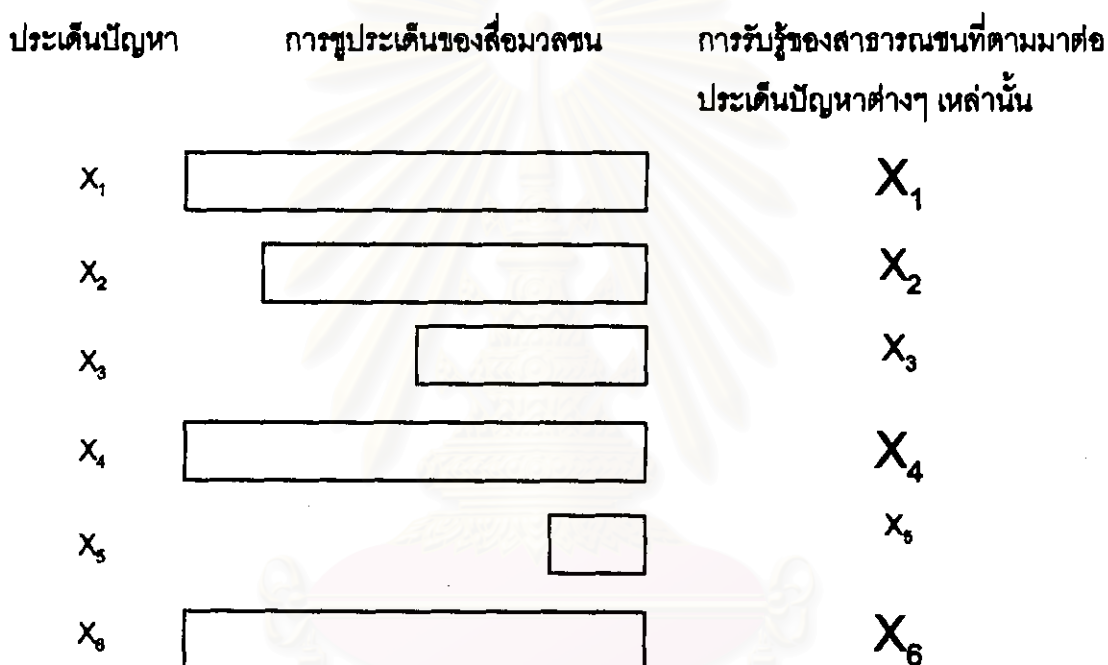 ประเด็นปัญหา การชูประเด็นของสื่อมวลชน การรับรู้ของสาธารณชนที่ตามมาต่อ
ประเด็นปัญหาต่างๆ เหล่านั้น
X₁ X₁
X₂ X₂
X₃ X₃
X₄ X₄
X₅ X₅
X₆ X₆